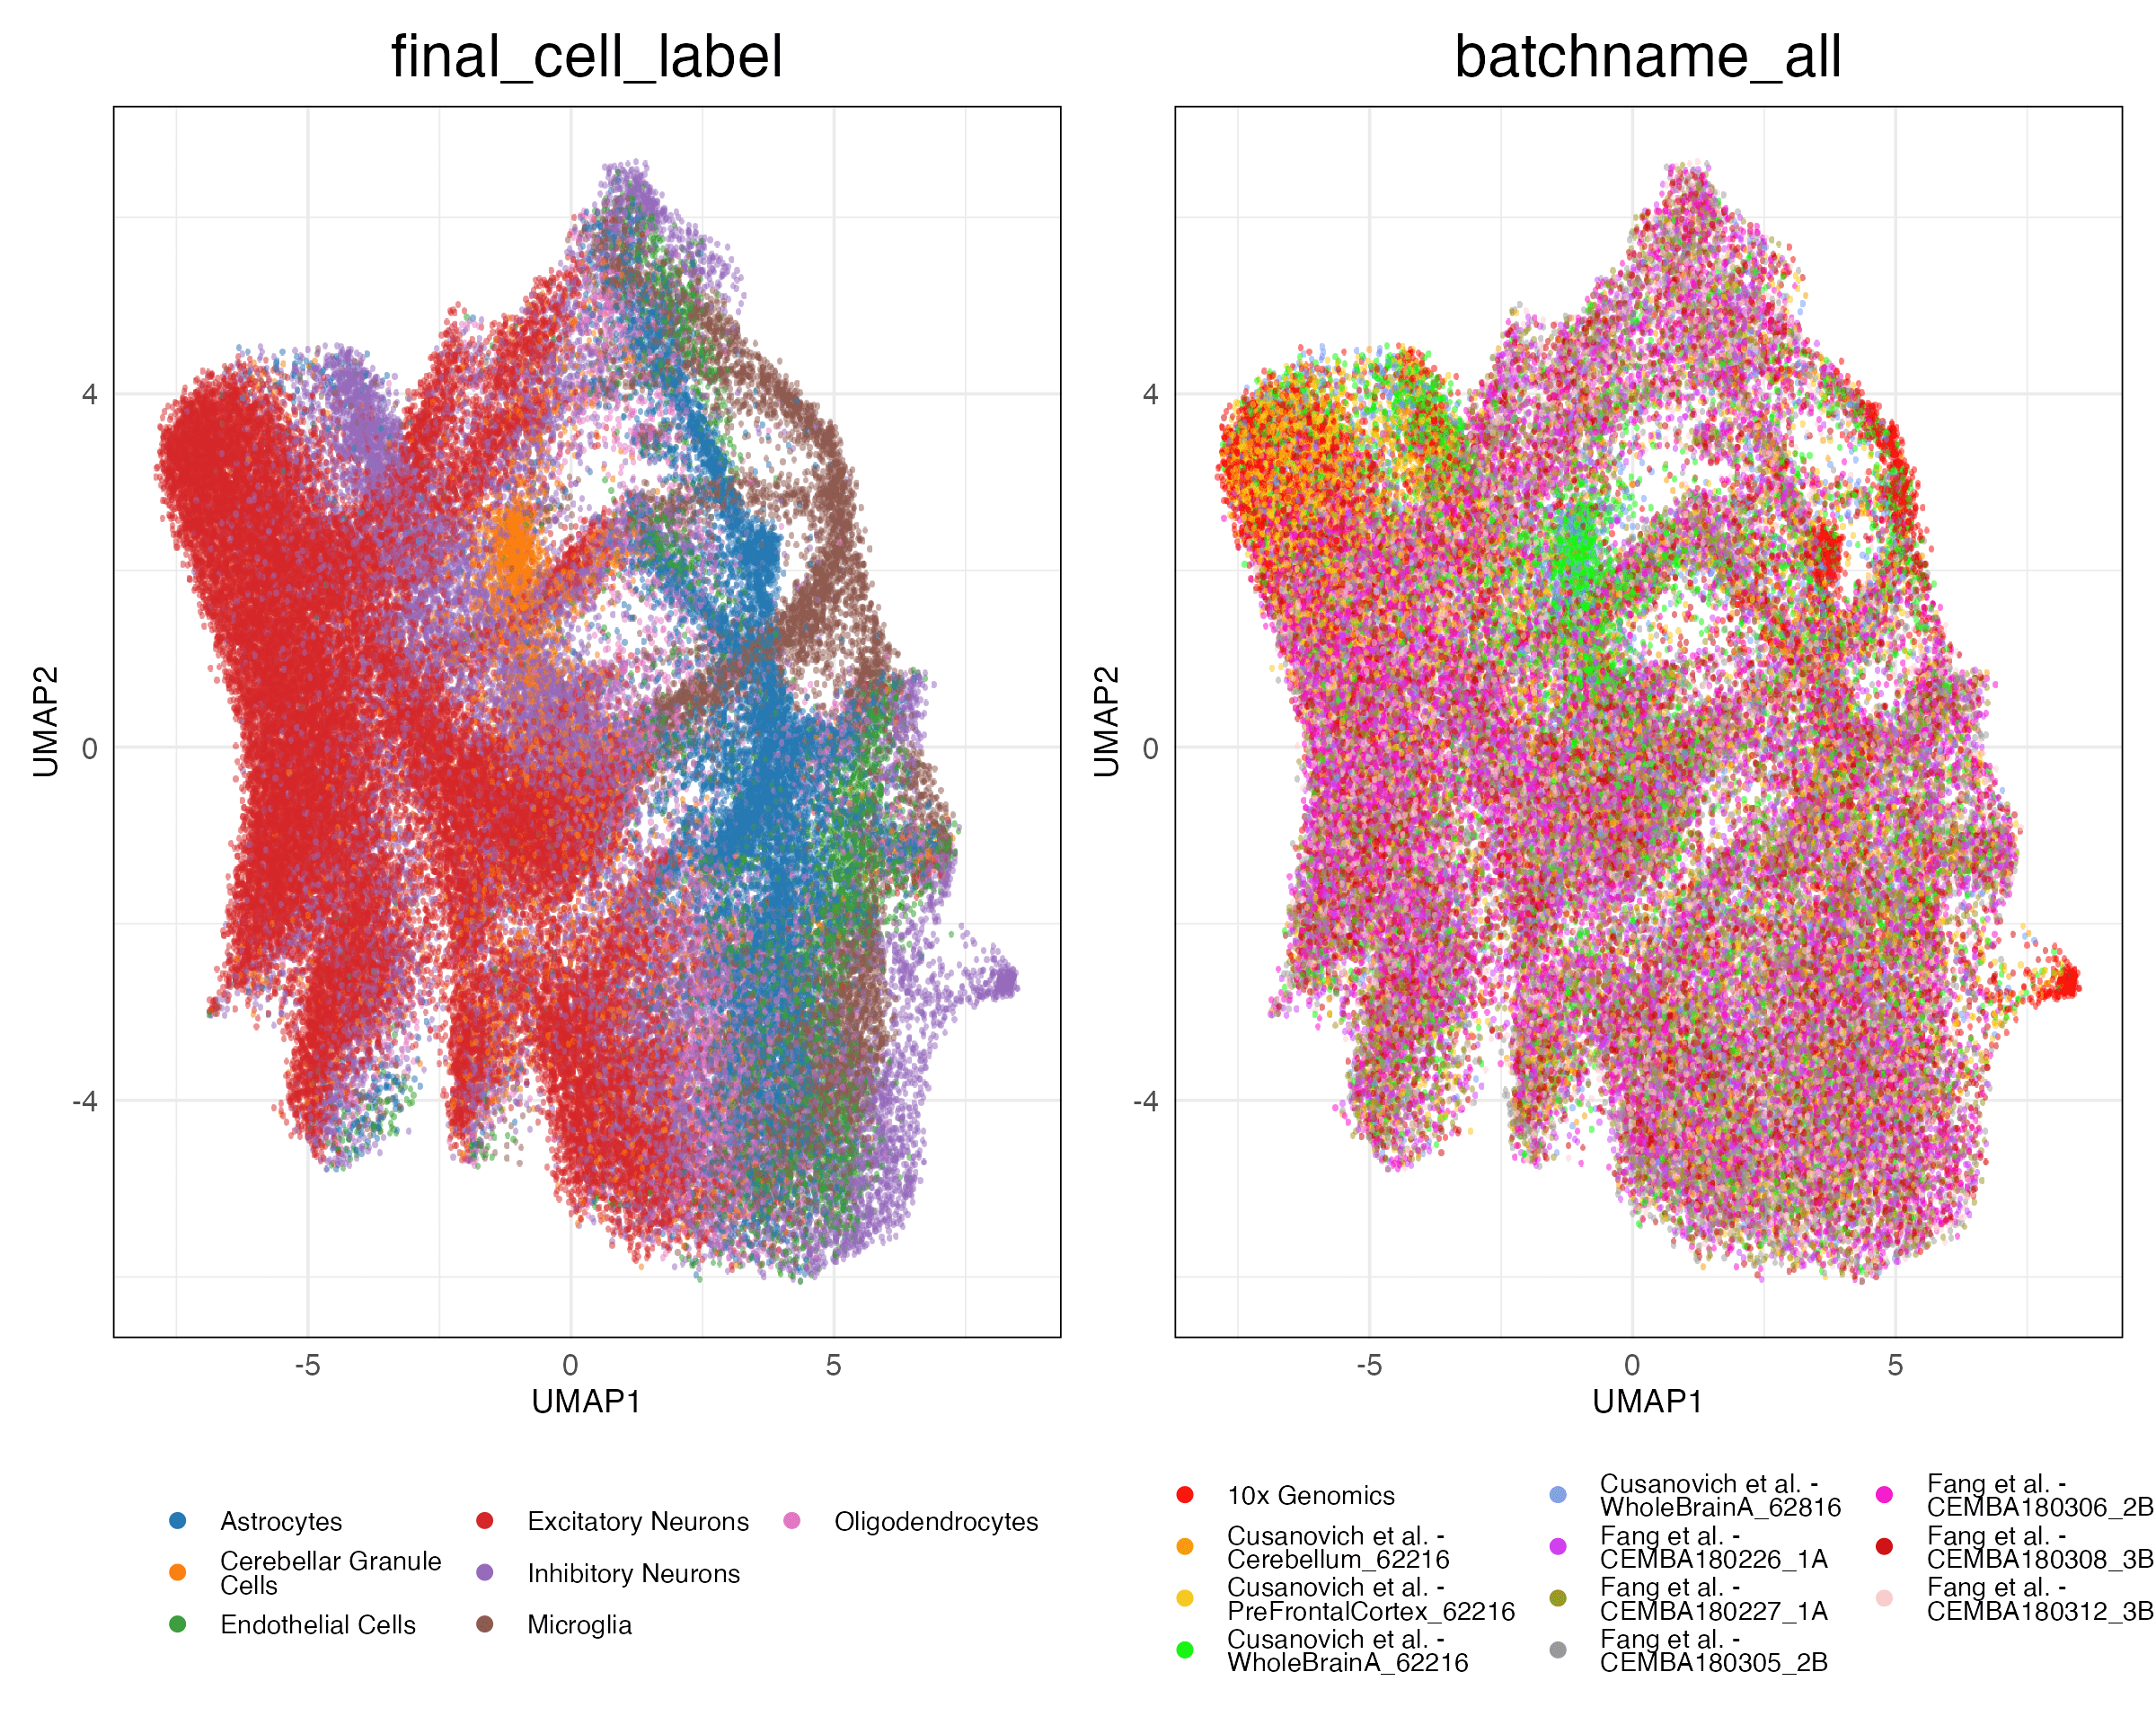 final_cell_label
batchname_all
UMAP2
4
0
-4
-5
0
5
UMAP1
UMAP2
4
0
-4
-5
0
5
UMAP1
Astrocytes
Cerebellar Granule
Cells
Endothelial Cells
Excitatory Neurons
Inhibitory Neurons
Microglia
Oligodendrocytes
10x Genomics
Cusanovich et al. -
Cerebellum_62216
Cusanovich et al. -
PreFrontalCortex_62216
Cusanovich et al. -
WholeBrainA_62216
Cusanovich et al. -
WholeBrainA_62816
Fang et al. -
CEMBA180226_1A
Fang et al. -
CEMBA180227_1A
Fang et al. -
CEMBA180305_2B
Fang et al. -
CEMBA180306_2B
Fang et al. -
CEMBA180308_3B
Fang et al. -
CEMBA180312_3B